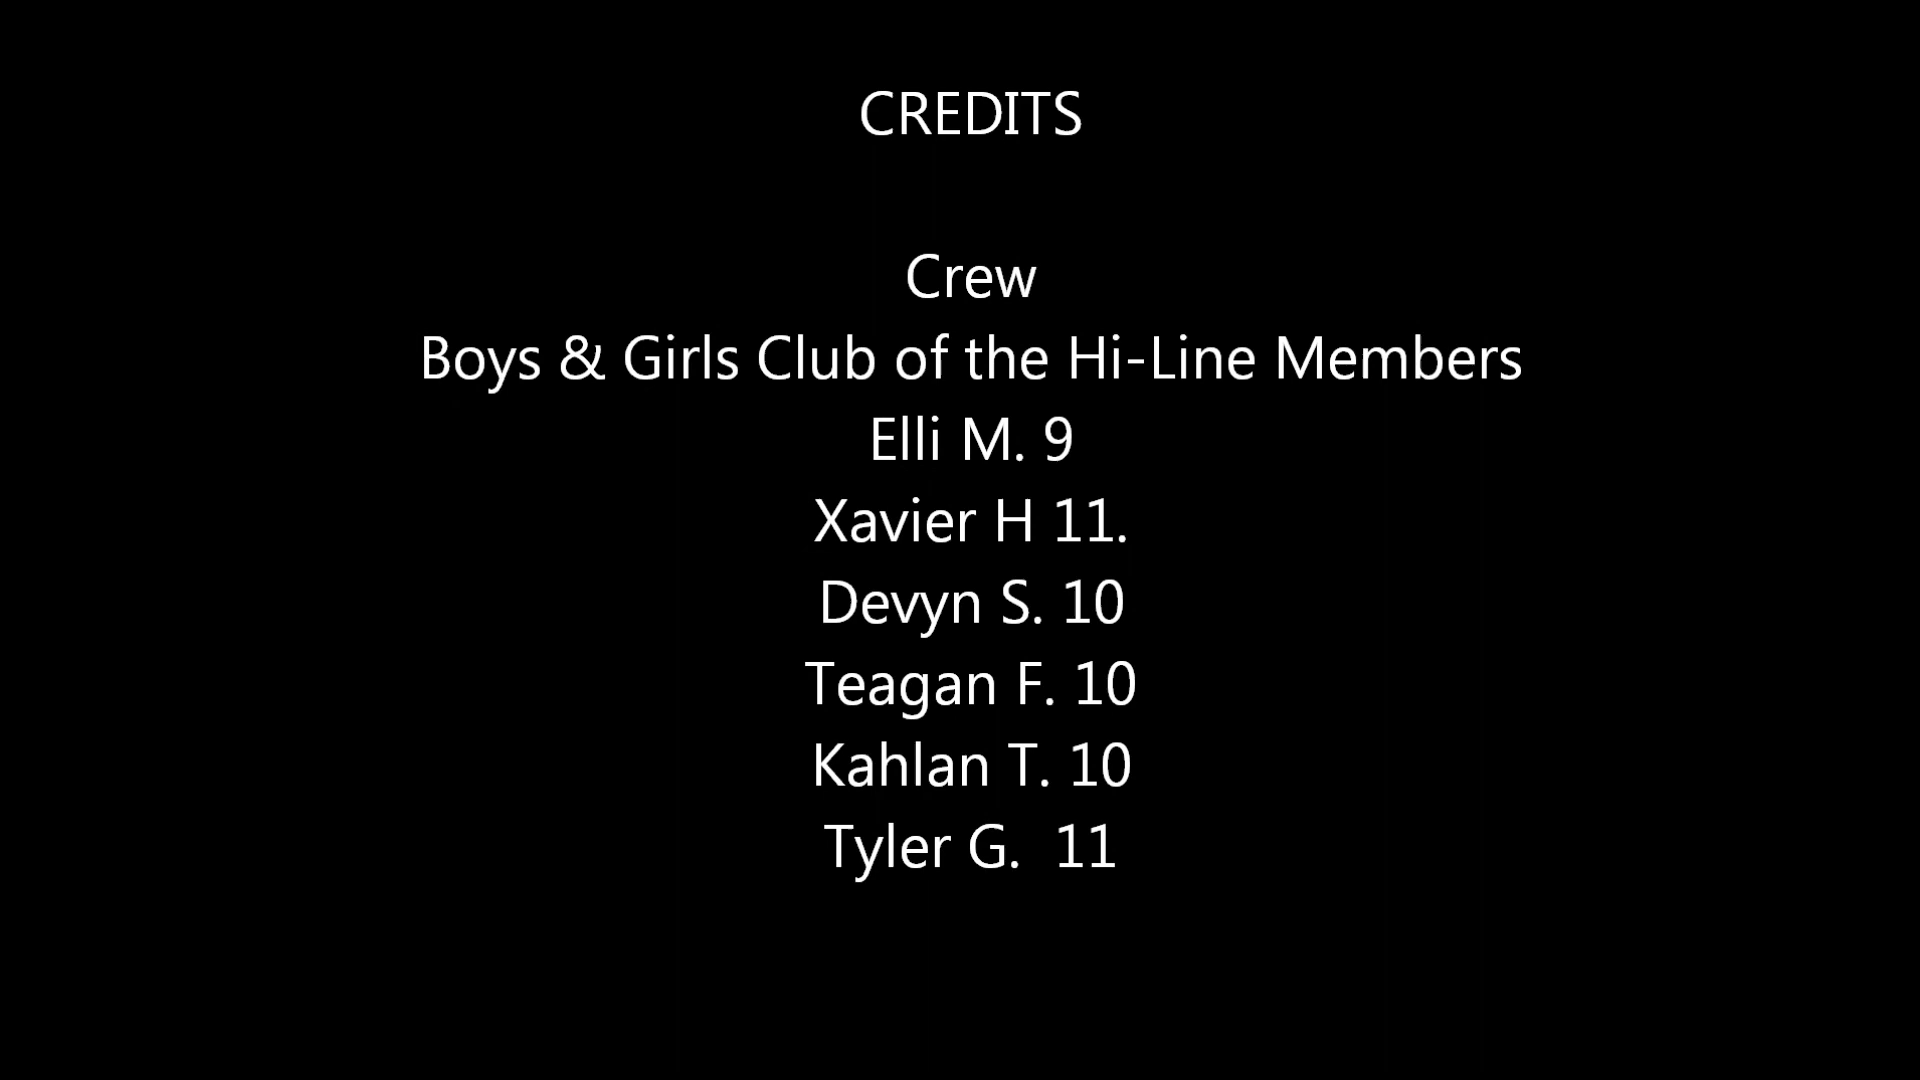 CREDITS
Crew
Boys & Girls Club of the Hi-Line Members
Elli M. 9
Xavier H 11.
Devyn S. 10
Teagan F. 10
Kahlan T. 10
Tyler G.  11